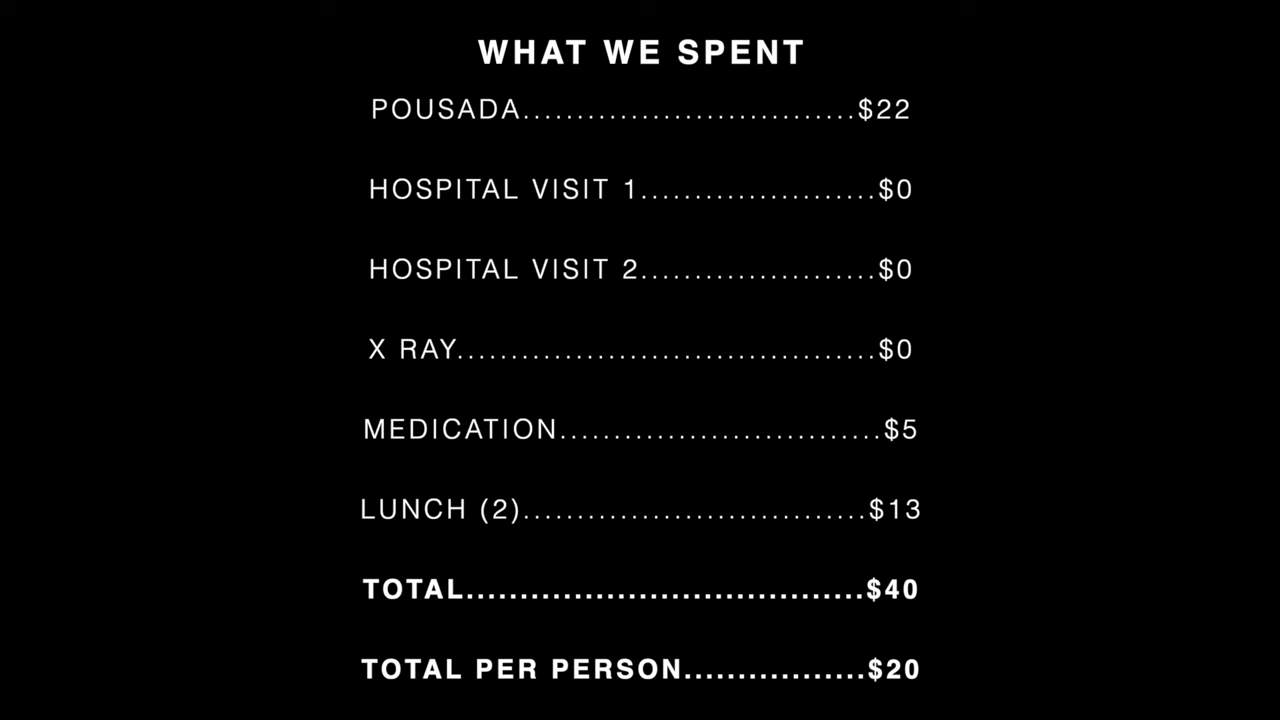 WHAT WE SPENT
POUSADA...............................$22
HOSPITAL VISIT 1......................$0
HOSPITAL VISIT 2......................$0
X RAY.......................................$0
MEDICATION..............................$5
LUNCH (2)................................$13
TOTAL.....................................$40
TOTAL PER PERSON.................$20